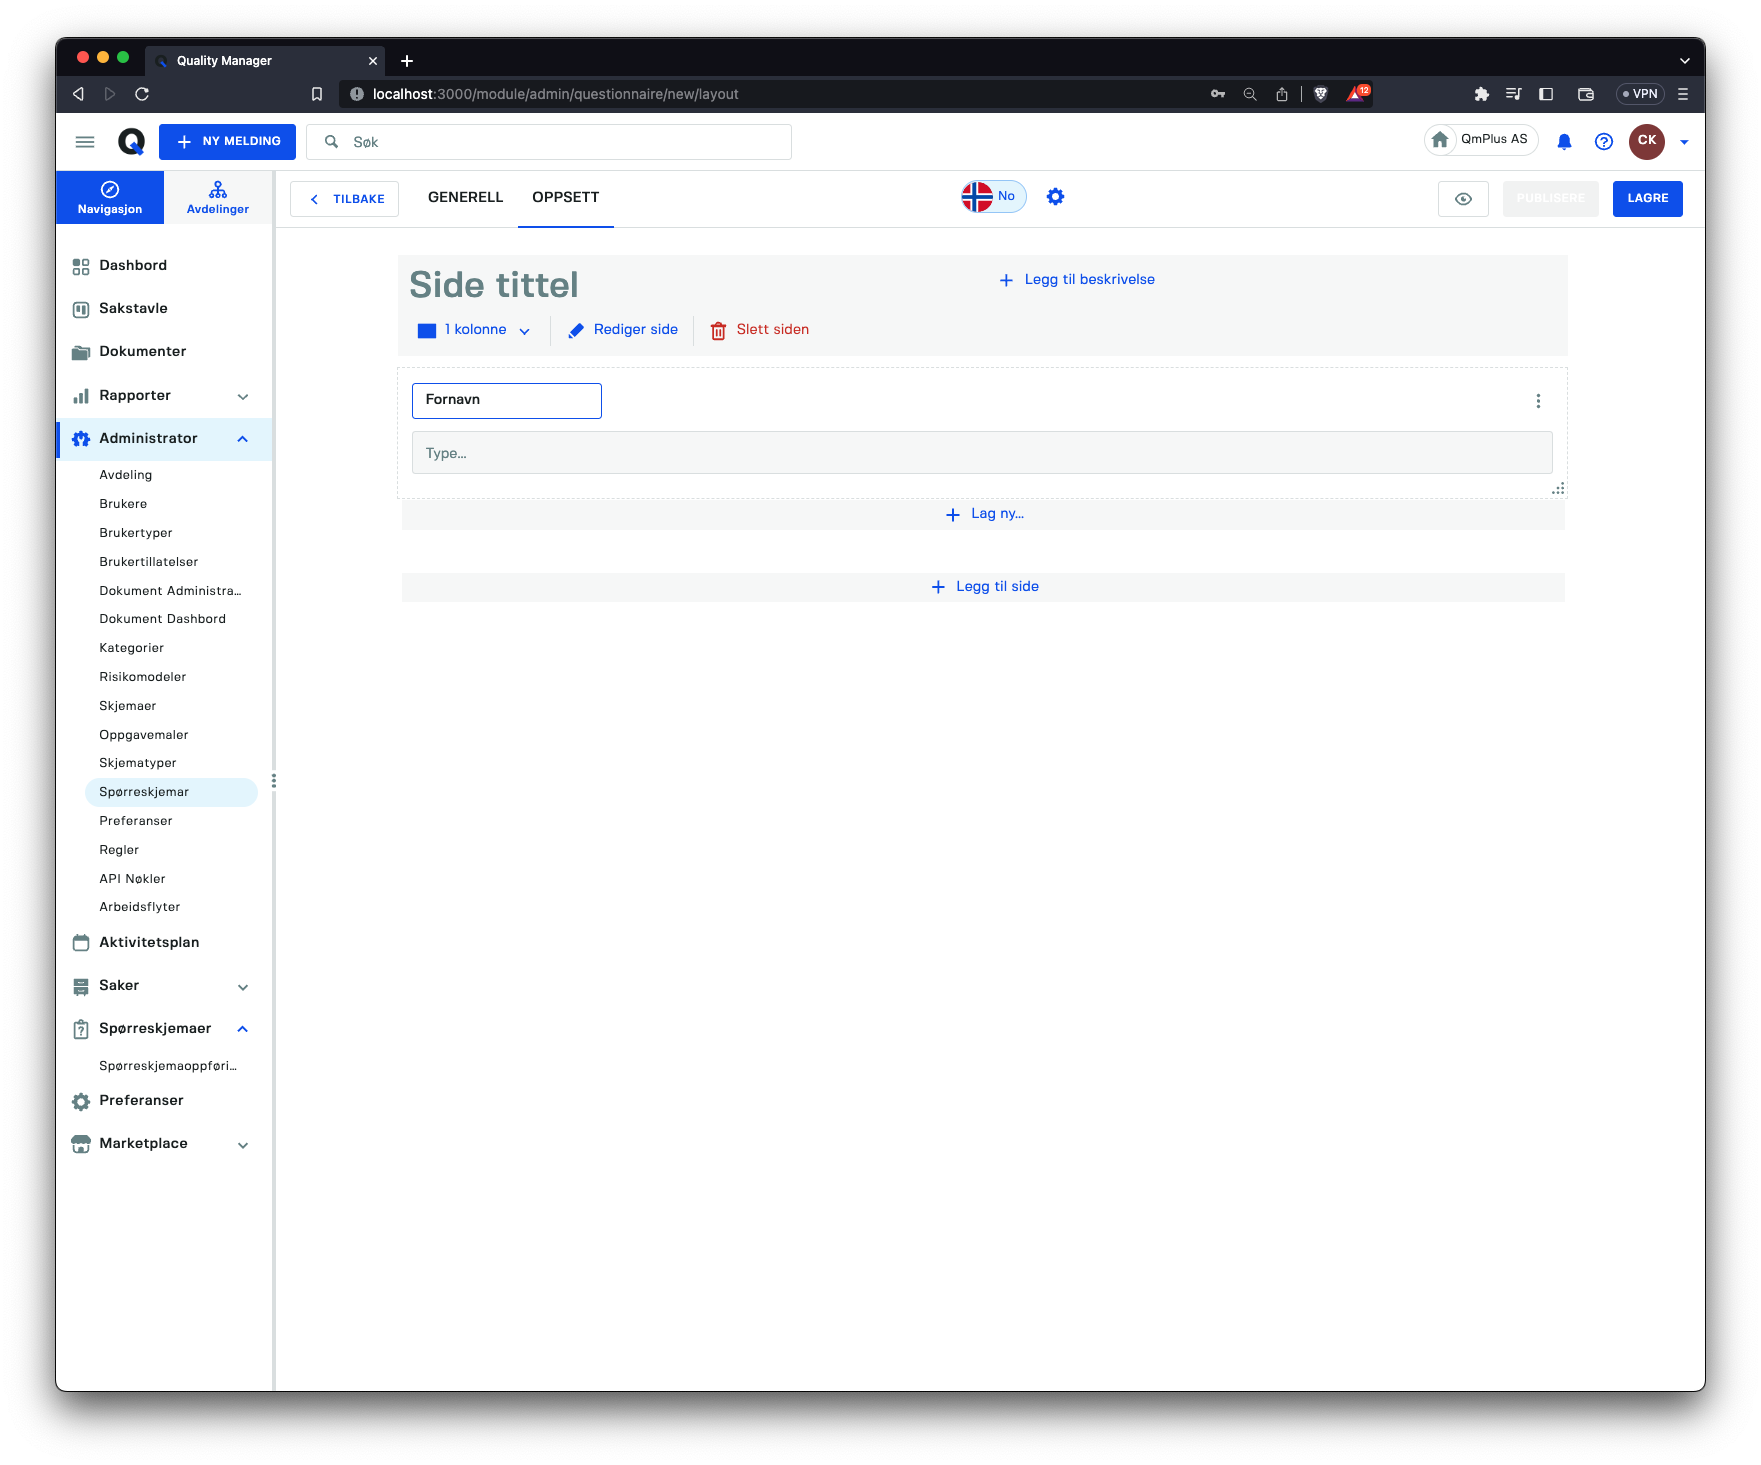 Quality Manager
localhost:3000/module/admin/questionnaire/new/layout
12
VPN
NY MELDING
Søk
QmPlus AS
CK
Navigasjon
Avdelinger
TILBAKE
GENERELL
OPPSETT
No
PUBLISERE
LAGRE
Dashbord
Sakstavle
Dokumenter
Rapporter
Administrator
Avdeling
Brukere
Brukertyper
Brukertillatelser
Dokument Administra...
Dokument Dashbord
Kategorier
Risikomodeler
Skjemaer
Oppgavemaler
Skjematyper
Spørreskjemar
Preferanser
Regler
API Nøkler
Arbeidsflyter
Aktivitetsplan
Saker
Spørreskjemaer
Spørreskjemaoppføri...
Preferanser
Marketplace
Side tittel
Legg til beskrivelse
1 kolonne
Rediger side
Slett siden
Fornavn
Type...
Lag ny...
Legg til side